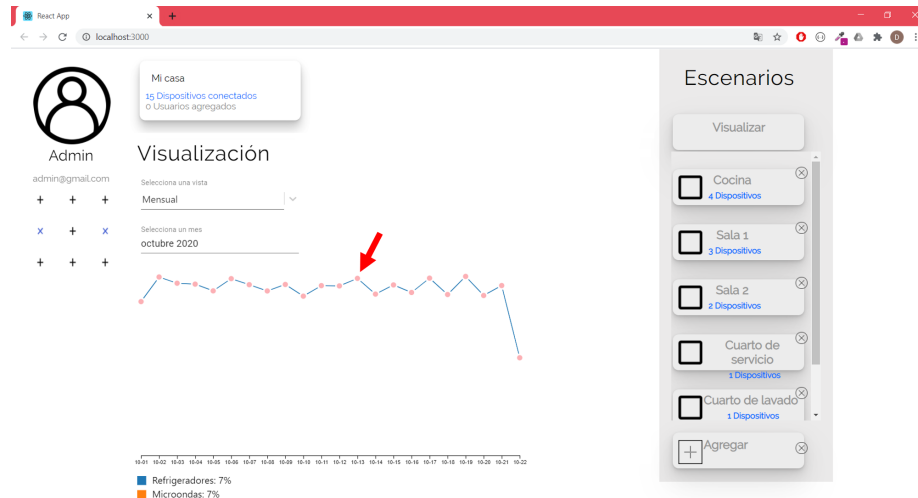 React App
localhost:3000
D
Admin
admin@gmail.com
Mi casa
15 Dispositivos conectados
0 Usuarios agregados
Visualización
Selecciona una vista
Mensual
Selecciona un mes
octubre 2020
10-01 10-02 10-03 10-04 10-05 10-06 10-07 10-08 10-09 10-10 10-11 10-12 10-13 10-14 10-15 10-16 10-17 10-18 10-19 10-20 10-21 10-22
Refrigeradores: 7%
Microondas: 7%
Escenarios
Visualizar
Cocina
4 Dispositivos
Sala 1
3 Dispositivos
Sala 2
2 Dispositivos
Cuarto de
servicio
1 Dispositivos
Cuarto de lavado
1 Dispositivos
Agregar